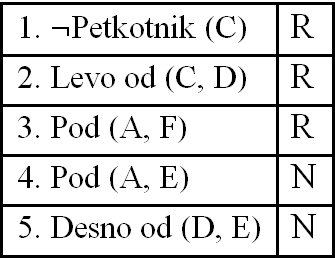 1. ¬Petkotnik (C) R
2. Levo od (C, D) R
3. Pod (A, F) R
4. Pod (A, E) N
5. Desno od (D, E) N